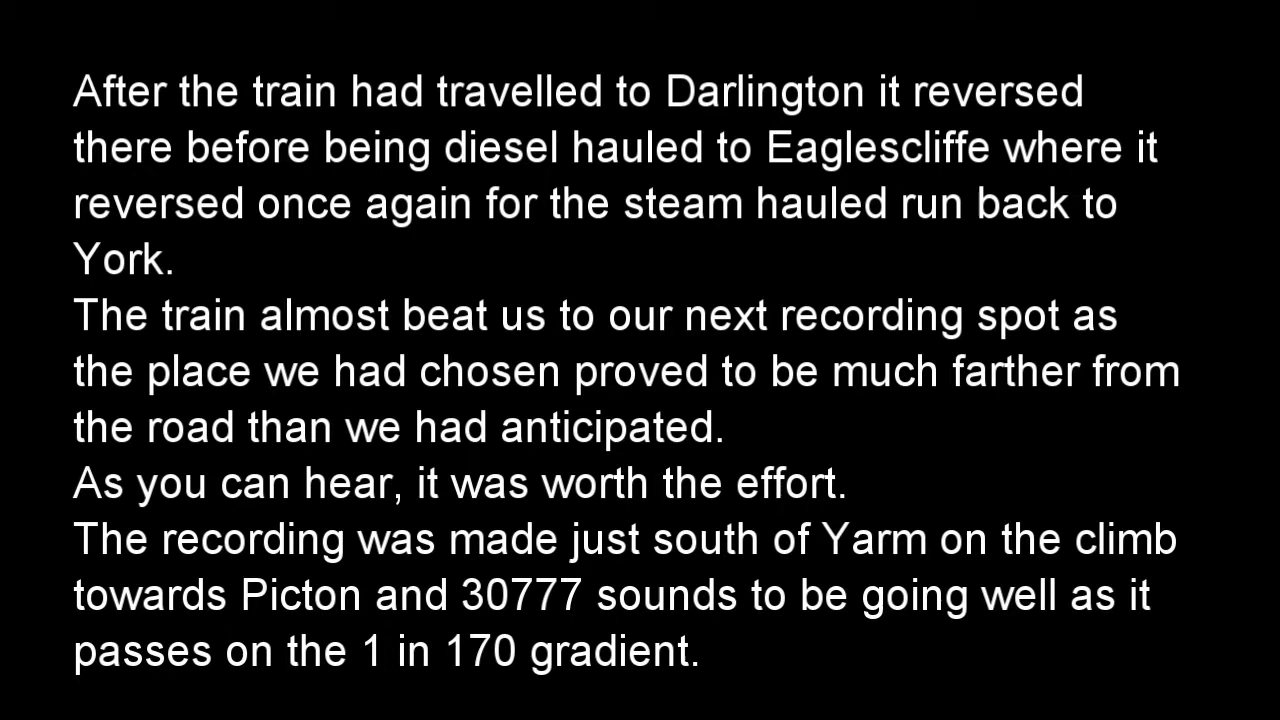 After the train had travelled to Darlington it reversed
there before being diesel hauled to Eaglescliffe where it
reversed once again for the steam hauled run back to
York.
The train almost beat us to our next recording spot as
the place we had chosen proved to be much farther from
the road than we had anticipated.
As you can hear, it was worth the effort.
The recording was made just south of Yarm on the climb
towards Picton and 30777 sounds to be going well as it
passes on the 1 in 170 gradient.